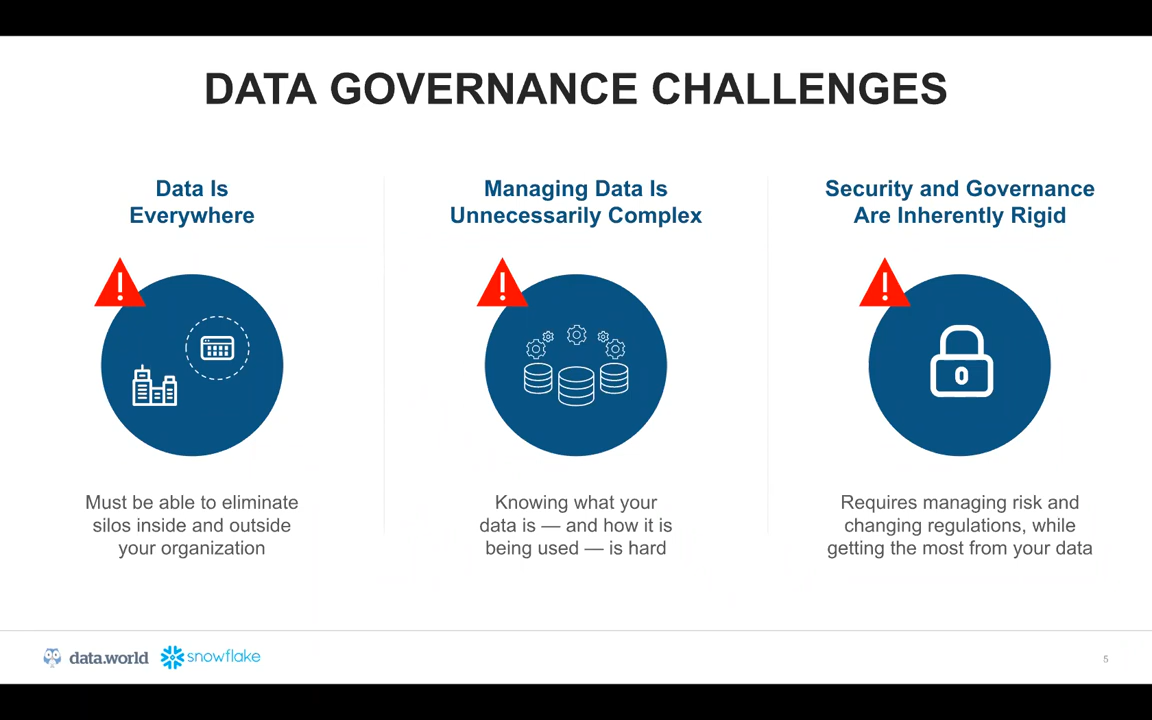 DATA GOVERNANCE CHALLENGES
Data Is
Everywhere
Must be able to eliminate
silos inside and outside
your organization
Managing Data Is
Unnecessarily Complex
Knowing what your
data is — and how it is
being used — is hard
Security and Governance
Are Inherently Rigid
Requires managing risk and
changing regulations, while
getting the most from your data
data.world
snowflake
5